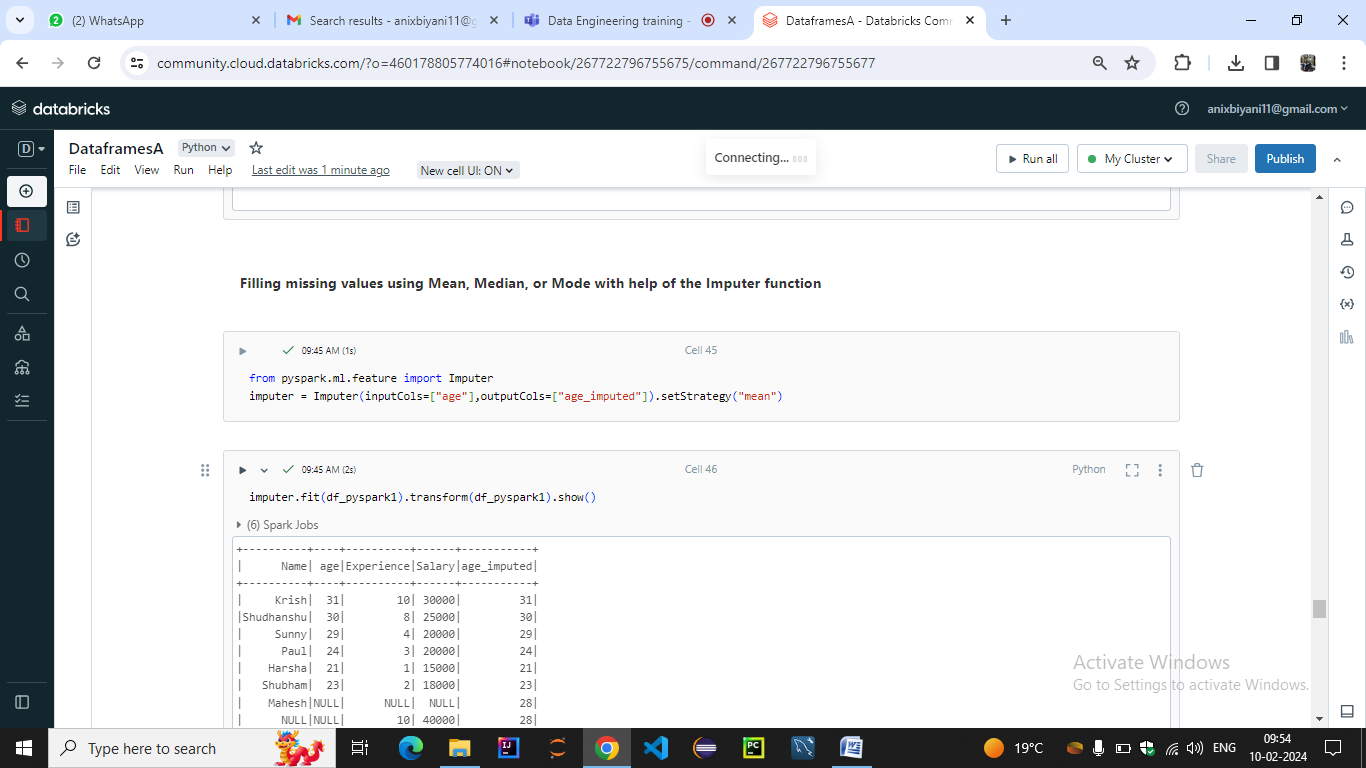 (2) WhatsApp
Search results - anixbiyani11@g
Data Engineering training -
DataframesA - Databricks Com
community.cloud.databricks.com/?o=460178805774016#notebook/267722796755675/command/267722796755677
databricks
anixbiyani11@gmail.com
D
DataframesA
Python
File Edit View Run Help
Last edit was 1 minute ago
New cell UI: ON
Connecting...
Run all
My Cluster
Share
Publish
Filling missing values using Mean, Median, or Mode with help of the Imputer function
09:45 AM (1s)
Cell 45
from pyspark.ml.feature import Imputer
imputer = Imputer(inputCols=["age"],outputCols=["age_imputed"]).setStrategy("mean")
09:45 AM (2s)
Cell 46
Python
imputer.fit(df_pyspark1).transform(df_pyspark1).show()
(6) Spark Jobs
+----------+----+----------+------+-----------+
|      Name| age|Experience|Salary|age_imputed|
+----------+----+----------+------+-----------+
|     Krish|  31|        10| 30000|         31|
|Shudhanshu|  30|         8| 25000|         30|
|     Sunny|  29|         4| 20000|         29|
|      Paul|  24|         3| 20000|         24|
|    Harsha|  21|         1| 15000|         21|
|   Shubham|  23|         2| 18000|         23|
|    Mahesh|NULL|      NULL|  NULL|         28|
|      NULL|NULL|        10| 40000|         28|
Activate Windows
Go to Settings to activate Windows.
Type here to search
19°C
ENG
09:54
10-02-2024